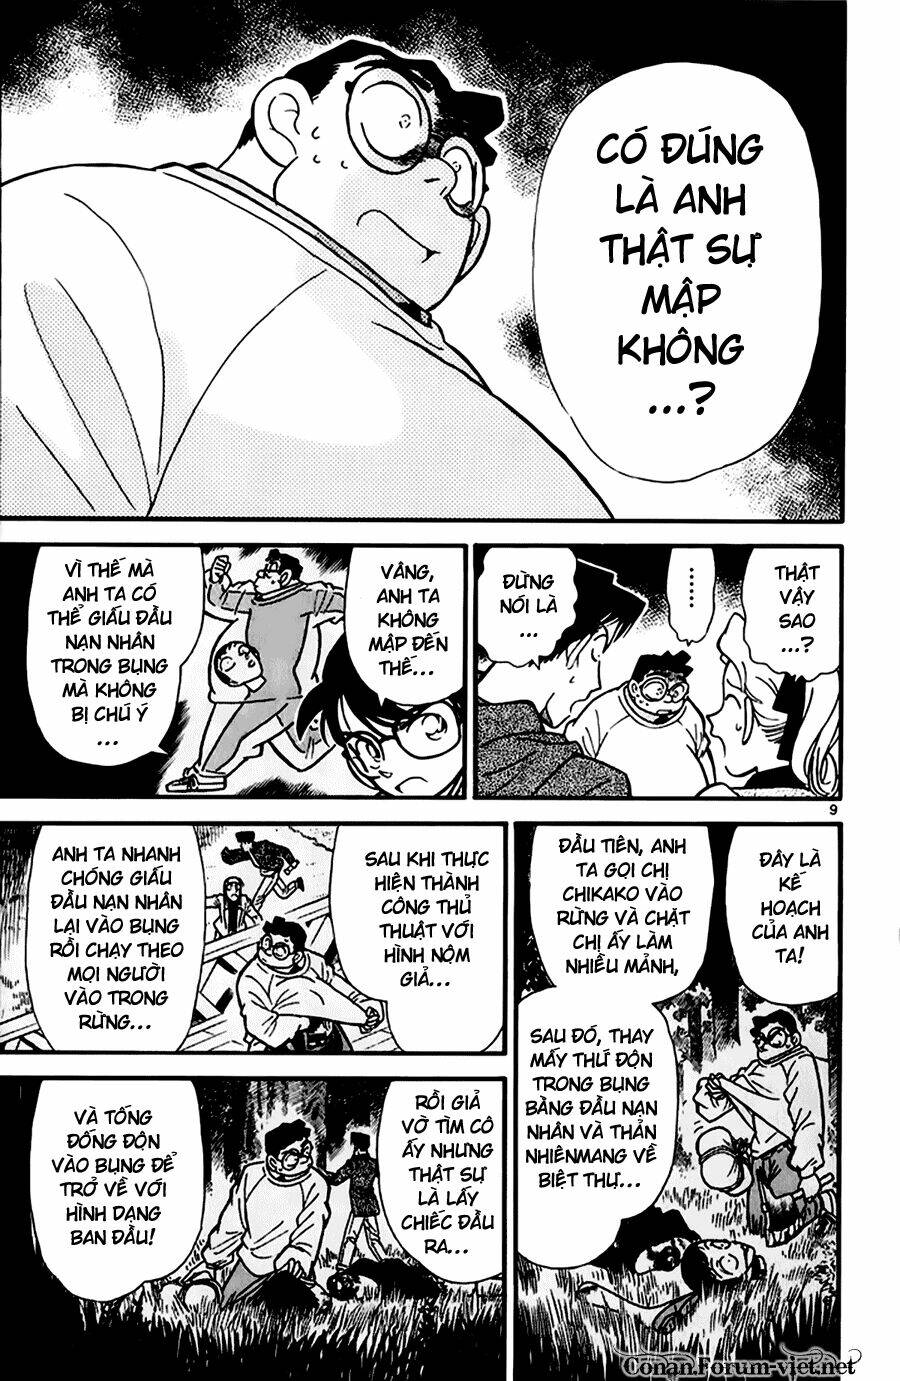 CÓ ĐÚNG
LÀ ANH
THẬT SỰ
MẬP
KHÔNG
...?
THẬT
VẬY
SAO
...?
......
ĐỪNG
NÓI LÀ
...
VÂNG,
ANH TA
KHÔNG
MẬP ĐẾN
THẾ...
VÌ THẾ MÀ
ANH TA CÓ
THỂ GIẤU ĐẦU
NẠN NHÂN
TRONG BỤNG
MÀ KHÔNG
BỊ CHÚ Ý
...
9
ĐÂY LÀ
KẾ
HOẠCH
CỦA ANH
TA!
ĐẦU TIÊN, ANH
TA GỌI CHỊ
CHIKAKO VÀO
RỪNG VÀ CHẶT
CHỊ ẤY LÀM
NHIỀU MẢNH,
SAU ĐÓ, THAY
MẤY THỨ ĐỘN
TRONG BỤNG
BẰNG ĐẦU NẠN
NHÂN VÀ THẢN
NHIÊNMANG VỀ
BIỆT THỰ...
SAU KHI THỰC
HIỆN THÀNH
CÔNG THỦ
THUẬT VỚI
HÌNH NỘM
GIẢ...
ANH TA NHANH
CHÓNG GIẤU
ĐẦU NẠN NHÂN
LẠI VÀO BỤNG
RỒI CHẠY THEO
MỌI NGƯỜI
VÀO TRONG
RỪNG...
RỒI GIẢ
VỜ TÌM CÔ
ẤY NHƯNG
THẬT SỰ
LÀ LẤY
CHIẾC ĐẦU
RA...
VÀ TỐNG
ĐỐNG ĐỘN
VÀO BỤNG ĐỂ
TRỞ VỀ VỚI
HÌNH DẠNG
BAN ĐẦU!
Conan.Forum-viet.net